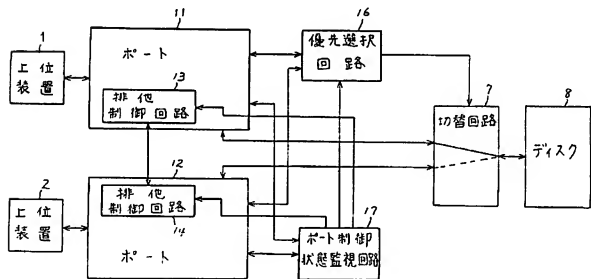 11
ポート
1
上位
装置
13
排他
制御回路
16
優先選択
回路
7
切替回路
8
ディスク
12
排他
制御回路
14
ポート
2
上位
装置
17
ポート制御
状態監視回路